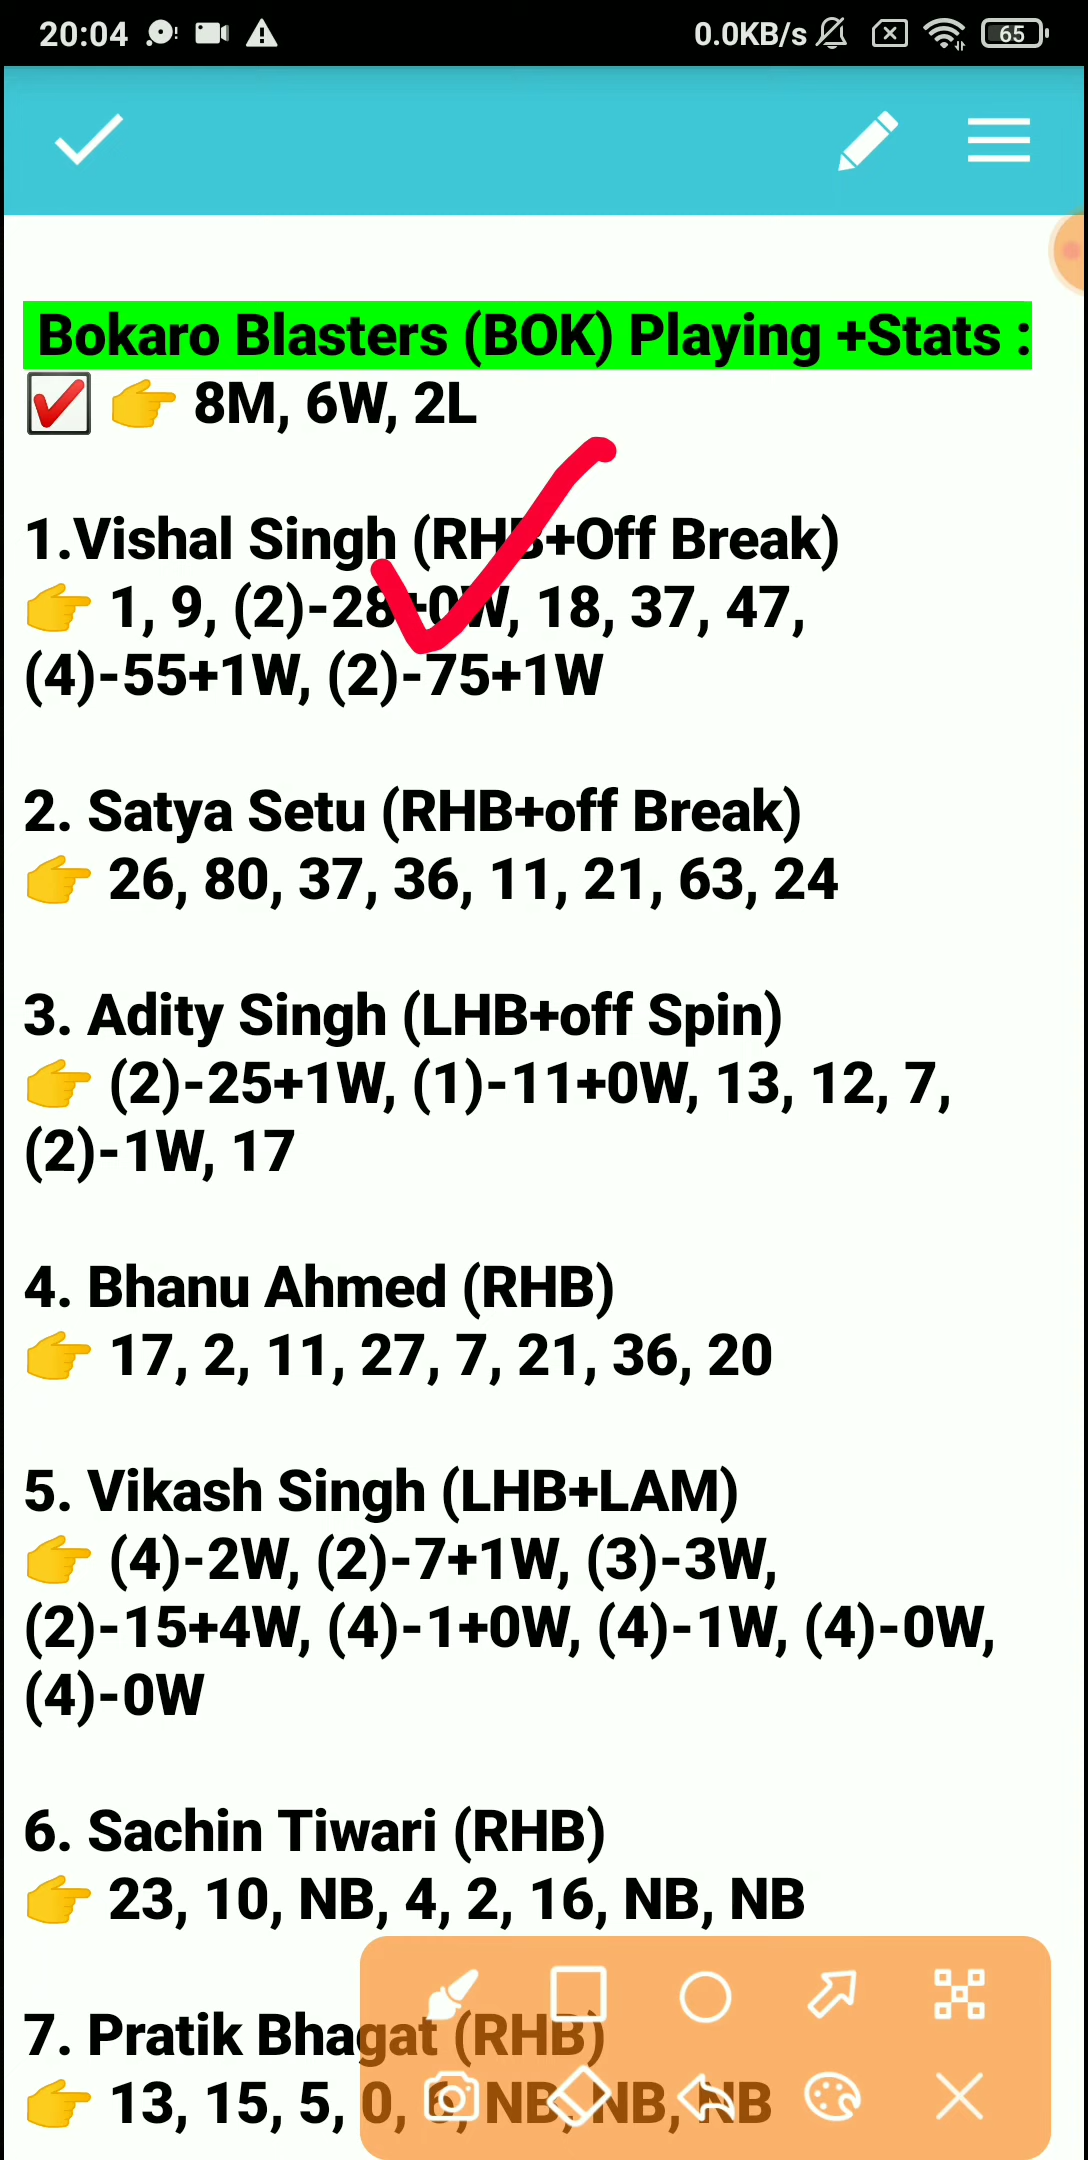 20:04
0.0KB/s
65
Bokaro Blasters (BOK) Playing +Stats :
8M, 6W, 2L
1.Vishal Singh (RHB+Off Break)
1, 9, (2)-28+0W, 18, 37, 47,
(4)-55+1W, (2)-75+1W
2. Satya Setu (RHB+off Break)
26, 80, 37, 36, 11, 21, 63, 24
3. Adity Singh (LHB+off Spin)
(2)-25+1W, (1)-11+0W, 13, 12, 7,
(2)-1W, 17
4. Bhanu Ahmed (RHB)
17, 2, 11, 27, 7, 21, 36, 20
5. Vikash Singh (LHB+LAM)
(4)-2W, (2)-7+1W, (3)-3W,
(2)-15+4W, (4)-1+0W, (4)-1W, (4)-0W,
(4)-0W
6. Sachin Tiwari (RHB)
23, 10, NB, 4, 2, 16, NB, NB
7. Pratik Bhagat (RHB)
13, 15, 5, 0, 6, NB, NB, NB